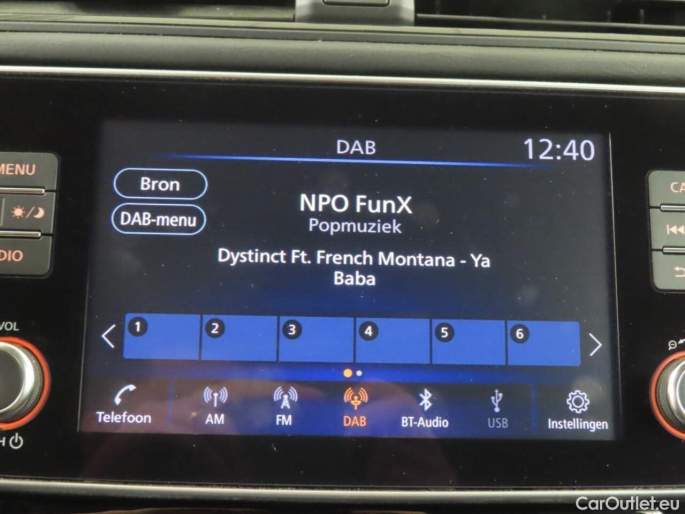 DAB
12:40
MENU
Bron
NPO FunX
Popmuziek
DAB-menu
Dystinct Ft. French Montana - Ya
Baba
1 2 3 4 5 6
VOL
Telefoon AM FM DAB BT-Audio USB Instellingen
CarOutlet.eu